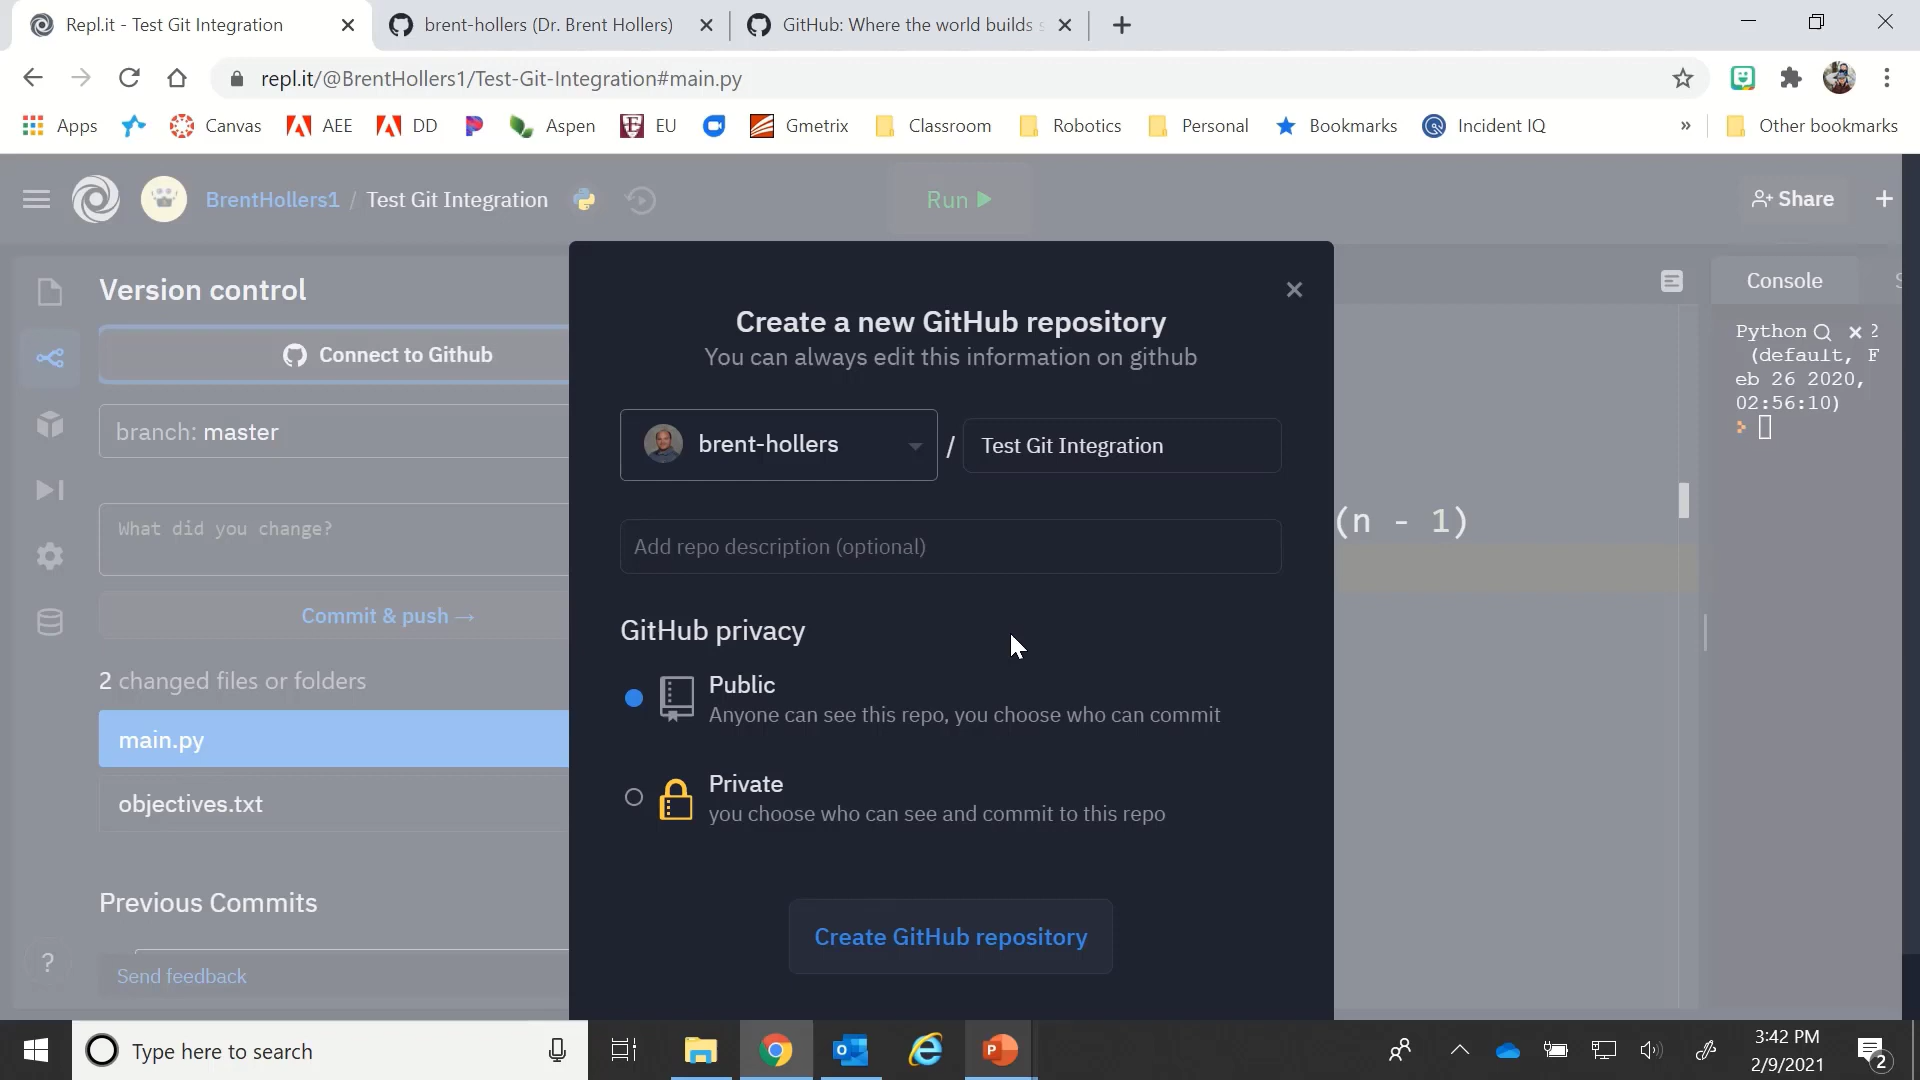 Repl.it - Test Git Integration
brent-hollers (Dr. Brent Hollers)
GitHub: Where the world builds s
repl.it/@BrentHollers1/Test-Git-Integration#main.py
Apps
Canvas
AEE
DD
Aspen
EU
Gmetrix
Classroom
Robotics
Personal
Bookmarks
Incident IQ
»
Other bookmarks
BrentHollers1 / Test Git Integration
Run
Share
Version control
Connect to Github
branch: master
What did you change?
Commit & push →
2 changed files or folders
main.py
objectives.txt
Previous Commits
?
Send feedback
Create a new GitHub repository
You can always edit this information on github
brent-hollers / Test Git Integration
Add repo description (optional)
GitHub privacy
Public
Anyone can see this repo, you choose who can commit
Private
you choose who can see and commit to this repo
Create GitHub repository
(n - 1)
Console
Python 2
(default, F
eb 26 2020,
02:56:10)
Type here to search
3:42 PM
2/9/2021
2